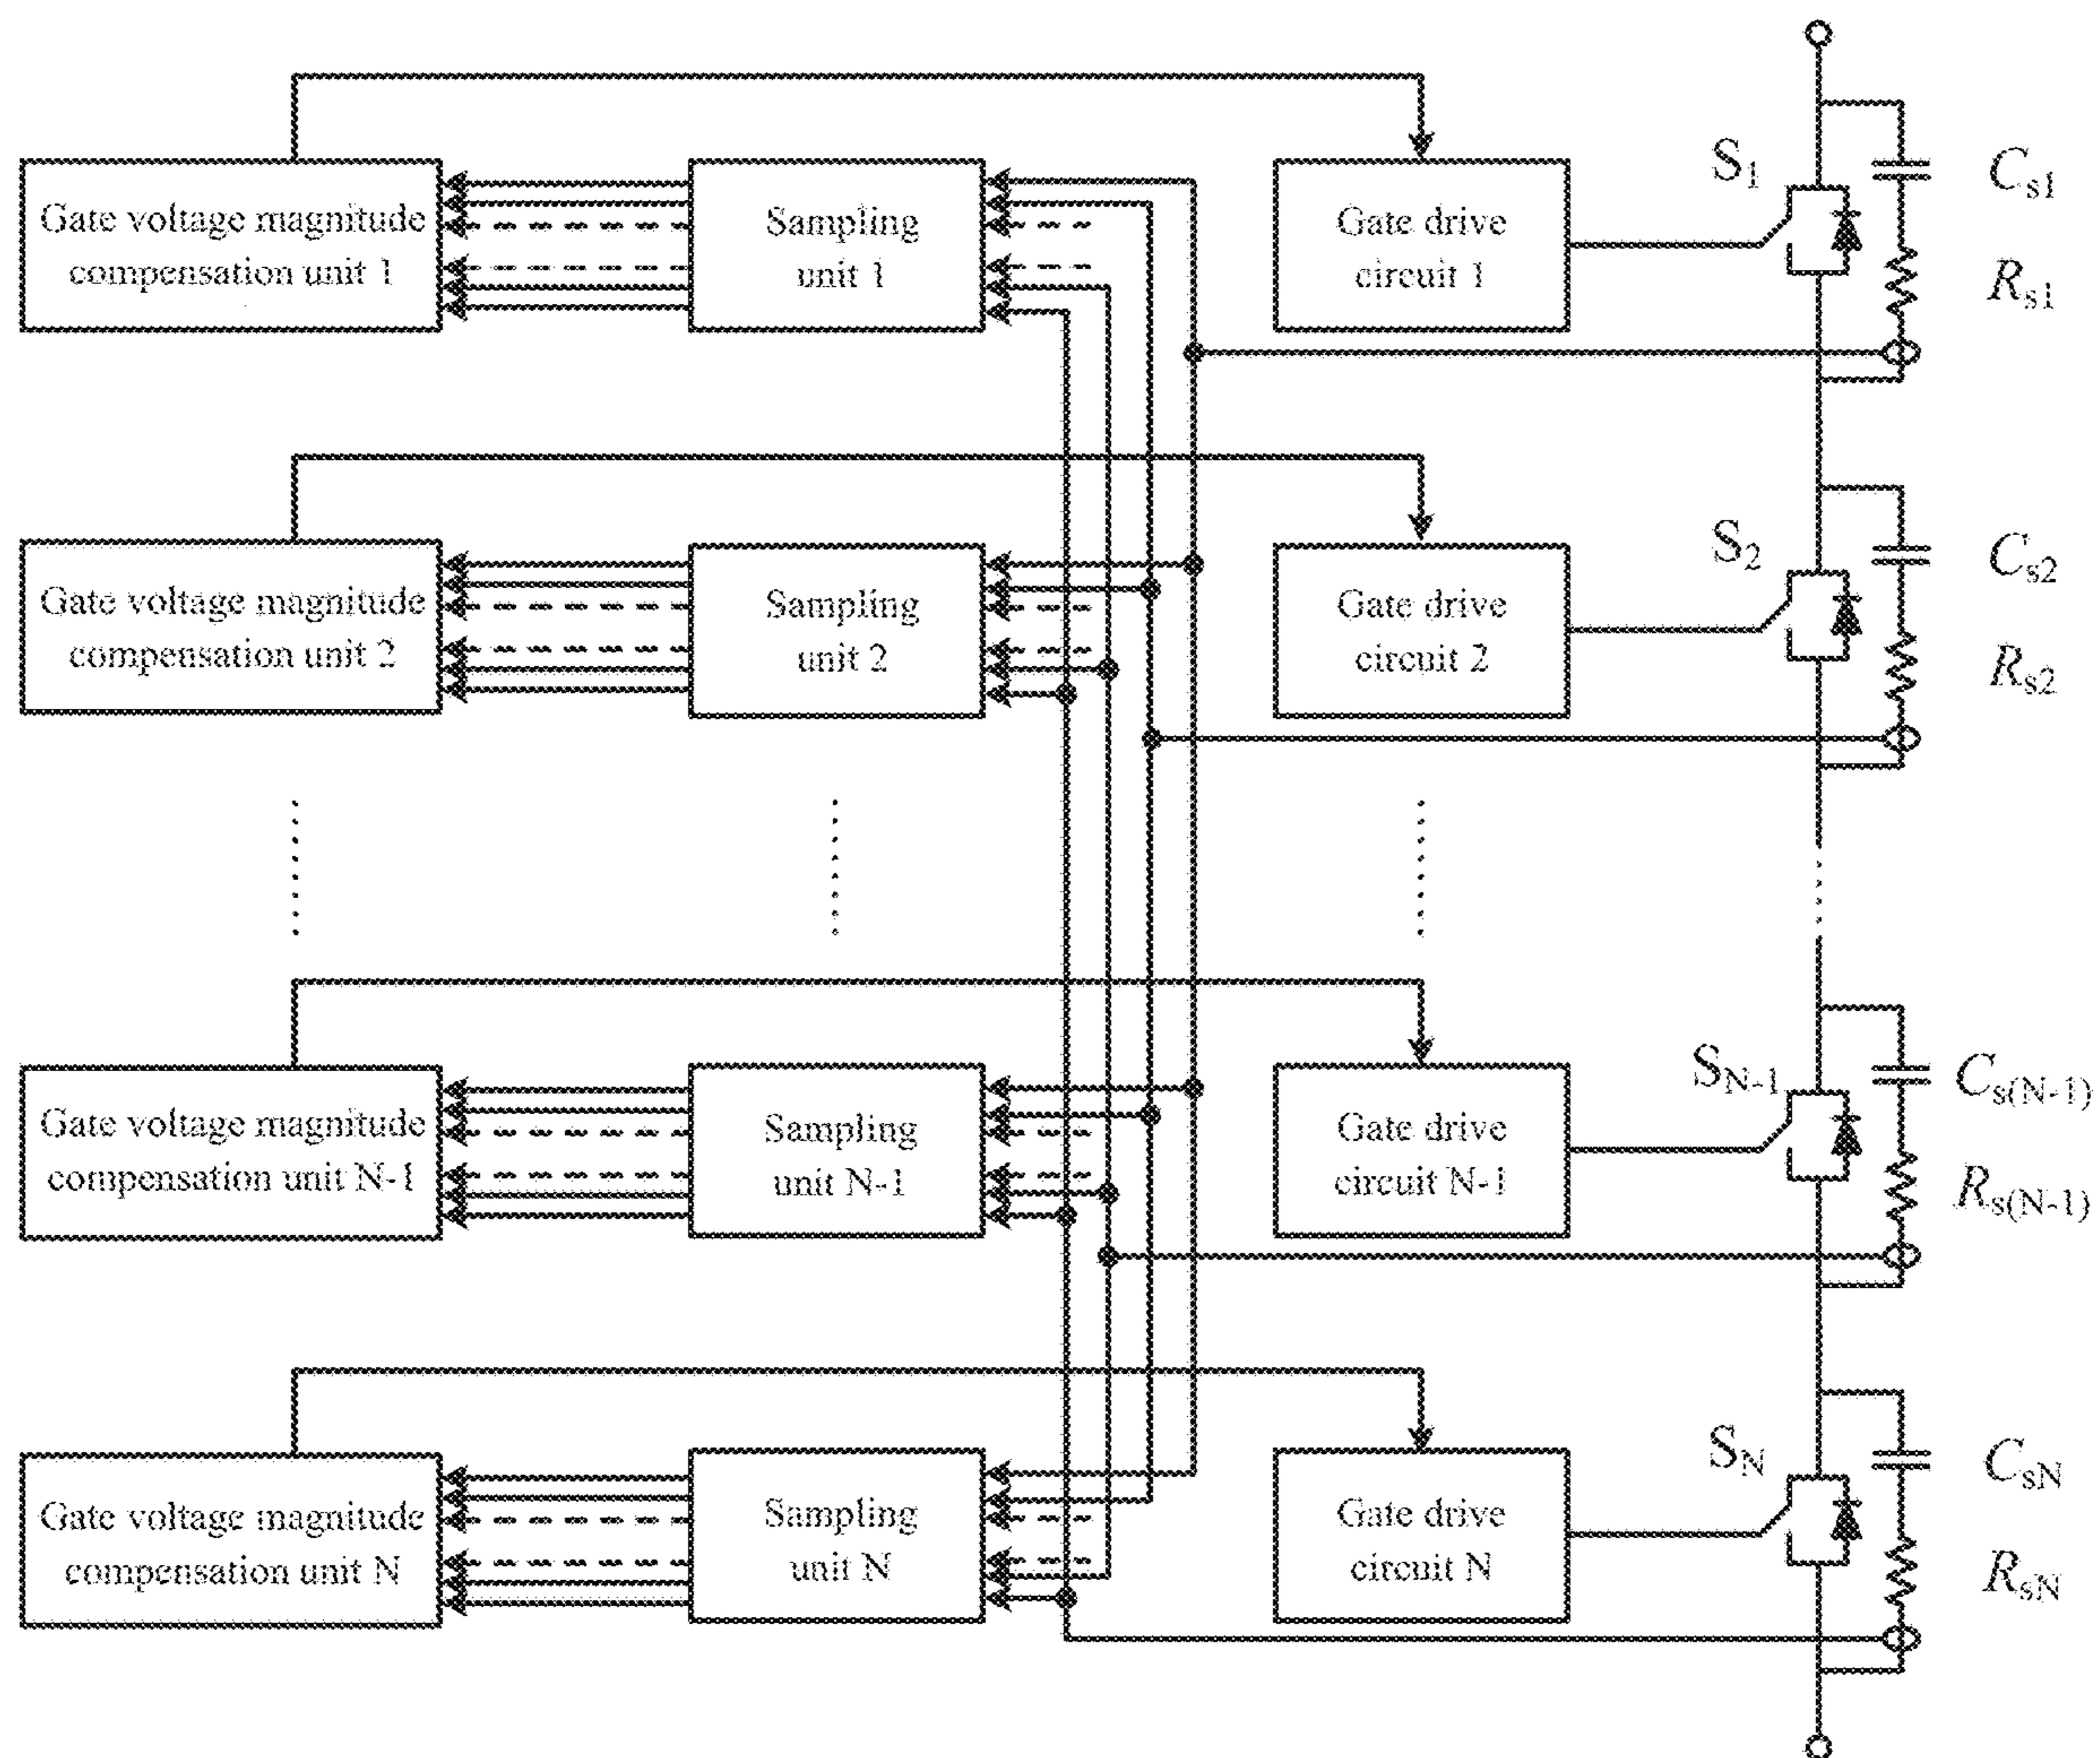 Gate voltage magnitude
compensation unit 1
Sampling
unit 1
Gate drive
circuit 1
S1
Cs1
Rs1
Gate voltage magnitude
compensation unit 2
Sampling
unit 2
Gate drive
circuit 2
S2
Cs2
Rs2
Gate voltage magnitude
compensation unit N-1
Sampling
unit N-1
Gate drive
circuit N-1
SN-1
Cs(N-1)
Rs(N-1)
Gate voltage magnitude
compensation unit N
Sampling
unit N
Gate drive
circuit N
SN
CsN
RsN